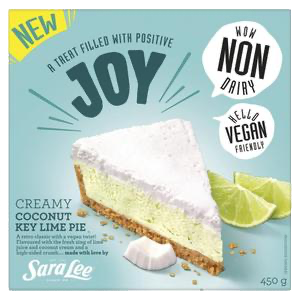 NEW
A TREAT FILLED WITH POSITIVE
JOY
WOW
NON
DAIRY
HELLO
VEGAN
FRIENDLY
CREAMY
COCONUT
KEY LIME PIE
A retro classic with a vegan twist!
Flavoured with the fresh zing of lime
juice and coconut cream and a
high-sided crumb... made with love by
Sara Lee
450 g